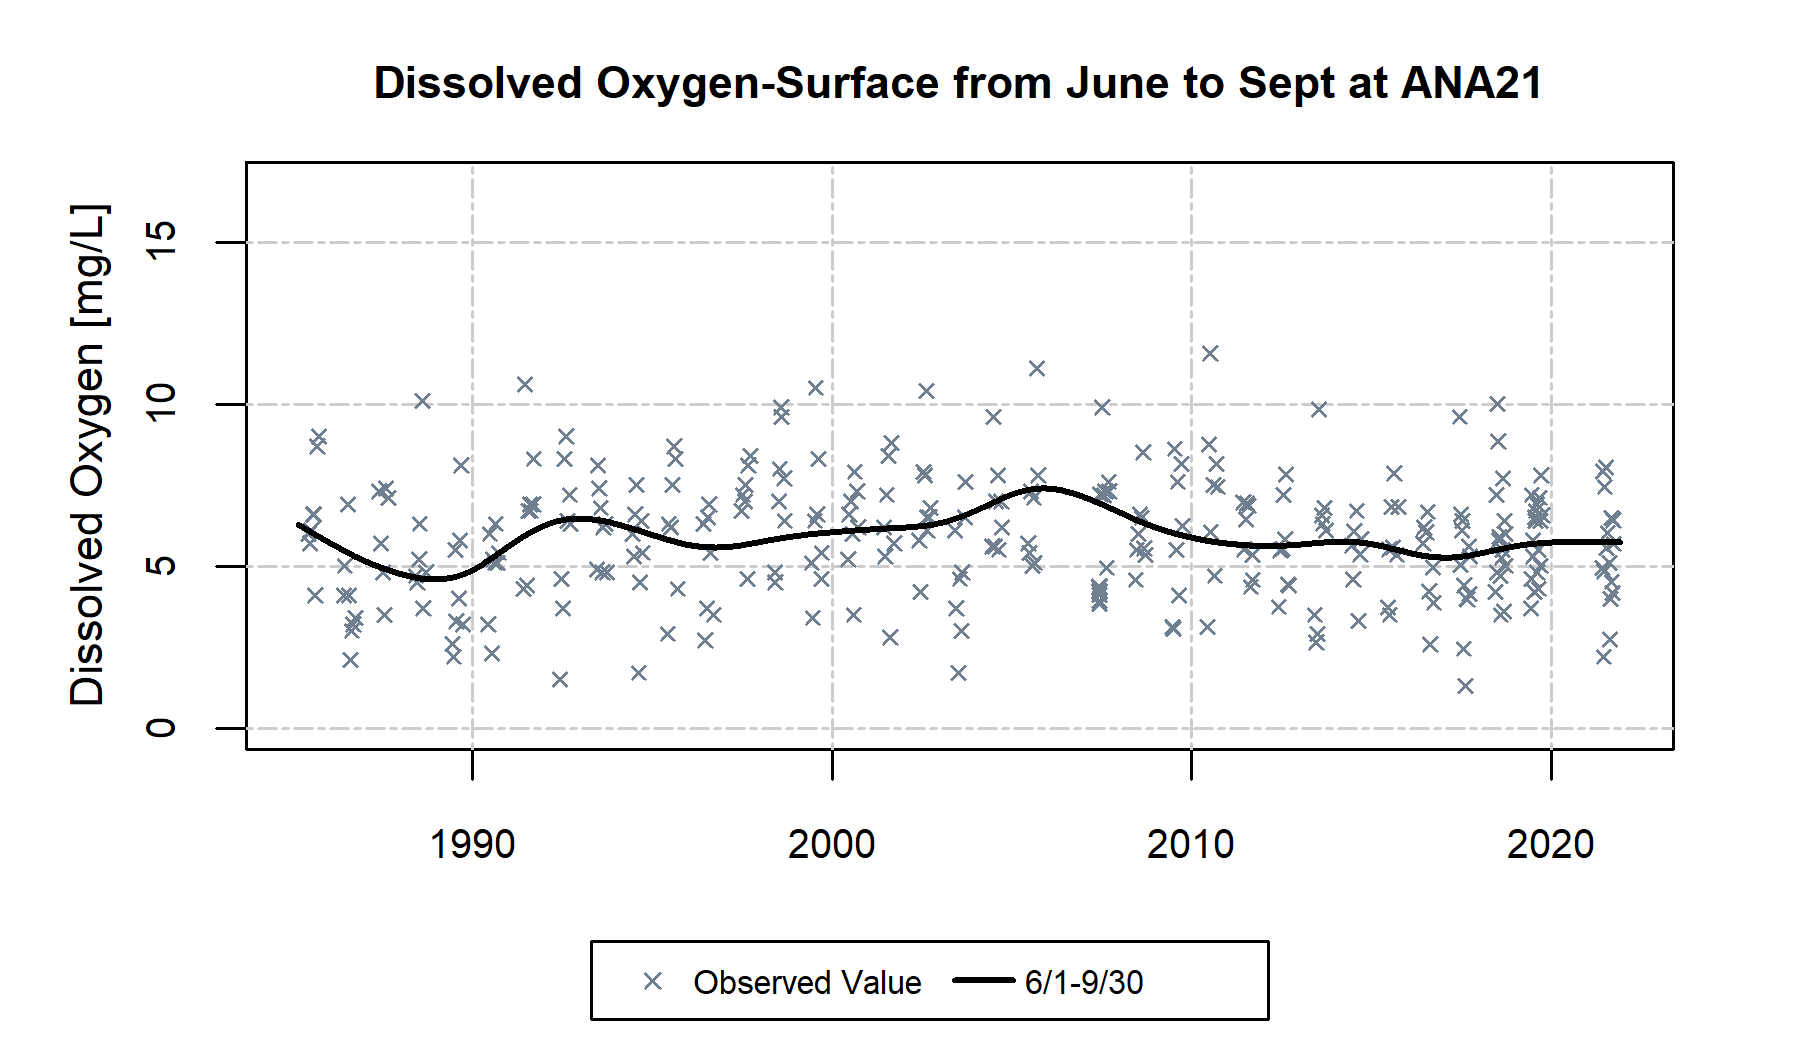 Dissolved Oxygen-Surface from June to Sept at ANA21
Dissolved Oxygen [mg/L]
15
10
5
0
1990 2000 2010 2020
Observed Value 6/1-9/30